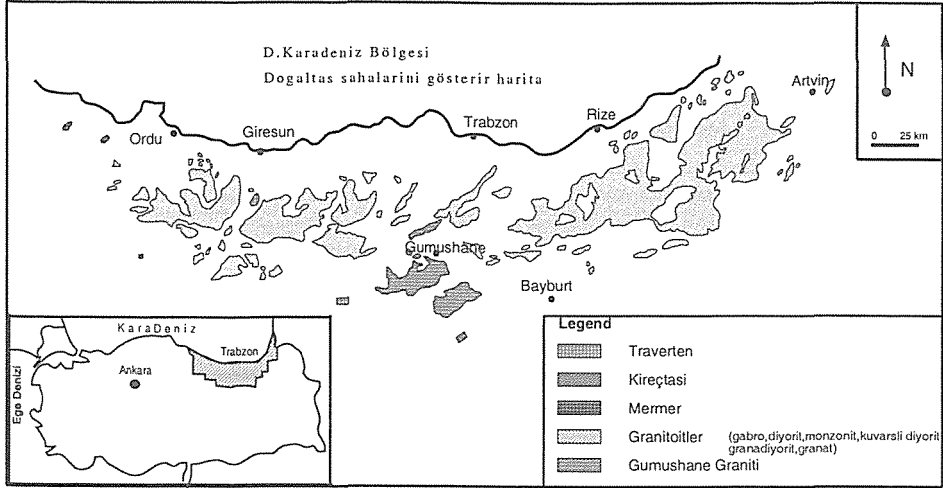 D.Karadeniz Bölgesi
Dogaltas sahalarini gösterir harita
N
0 25 km
Artvin
Rize
Trabzon
Giresun
Ordu
Gumushane
Bayburt
KaraDeniz
Trabzon
Ankara
Ege Denizi
Legend
Traverten
Kireçtasi
Mermer
Granitoitler (gabro,diyorit,monzonit,kuvarsli diyorit
granadiyorit,granat)
Gumushane Graniti